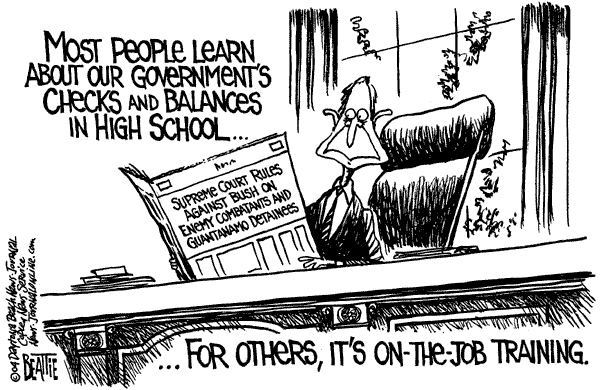 MOST PEOPLE LEARN
ABOUT OUR GOVERNMENT'S
CHECKS AND BALANCES
IN HIGH SCHOOL...
SUPREME COURT RULES
AGAINST BUSH ON
ENEMY COMBATANTS AND
GUANTANAMO DETAINEES
... FOR OTHERS, IT'S ON-THE-JOB TRAINING.
©04 DAYTONA BEACH NEWS-JOURNAL
COPLEY NEWS SERVICE
NEWS-JOURNALONLINE.COM
BEATTIE